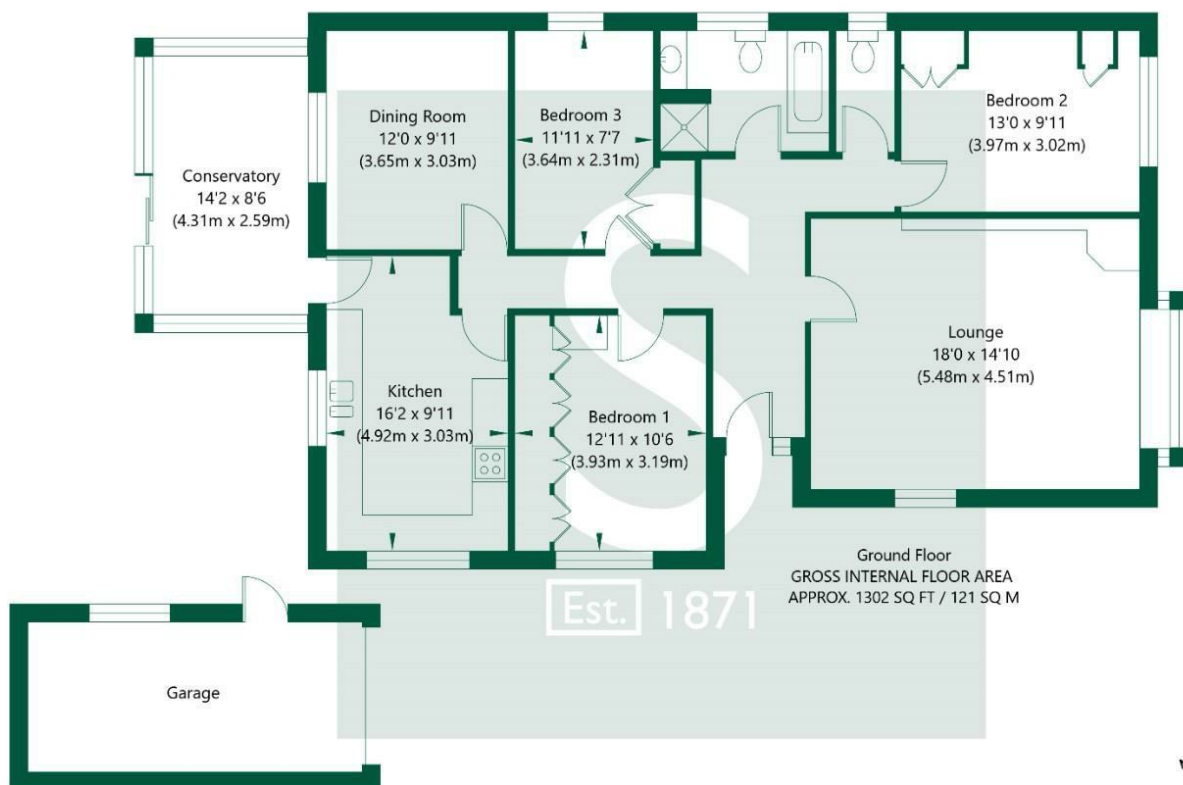 Dining Room
12'0 x 9'11
(3.65m x 3.03m)
Bedroom 3
11'11 x 7'7
(3.64m x 2.31m)
Bedroom 2
13'0 x 9'11
(3.97m x 3.02m)
Conservatory
14'2 x 8'6
(4.31m x 2.59m)
Lounge
18'0 x 14'10
(5.48m x 4.51m)
Kitchen
16'2 x 9'11
(4.92m x 3.03m)
Bedroom 1
12'11 x 10'6
(3.93m x 3.19m)
Ground Floor
GROSS INTERNAL FLOOR AREA
APPROX. 1302 SQ FT / 121 SQ M
S
Est. 1871
Garage